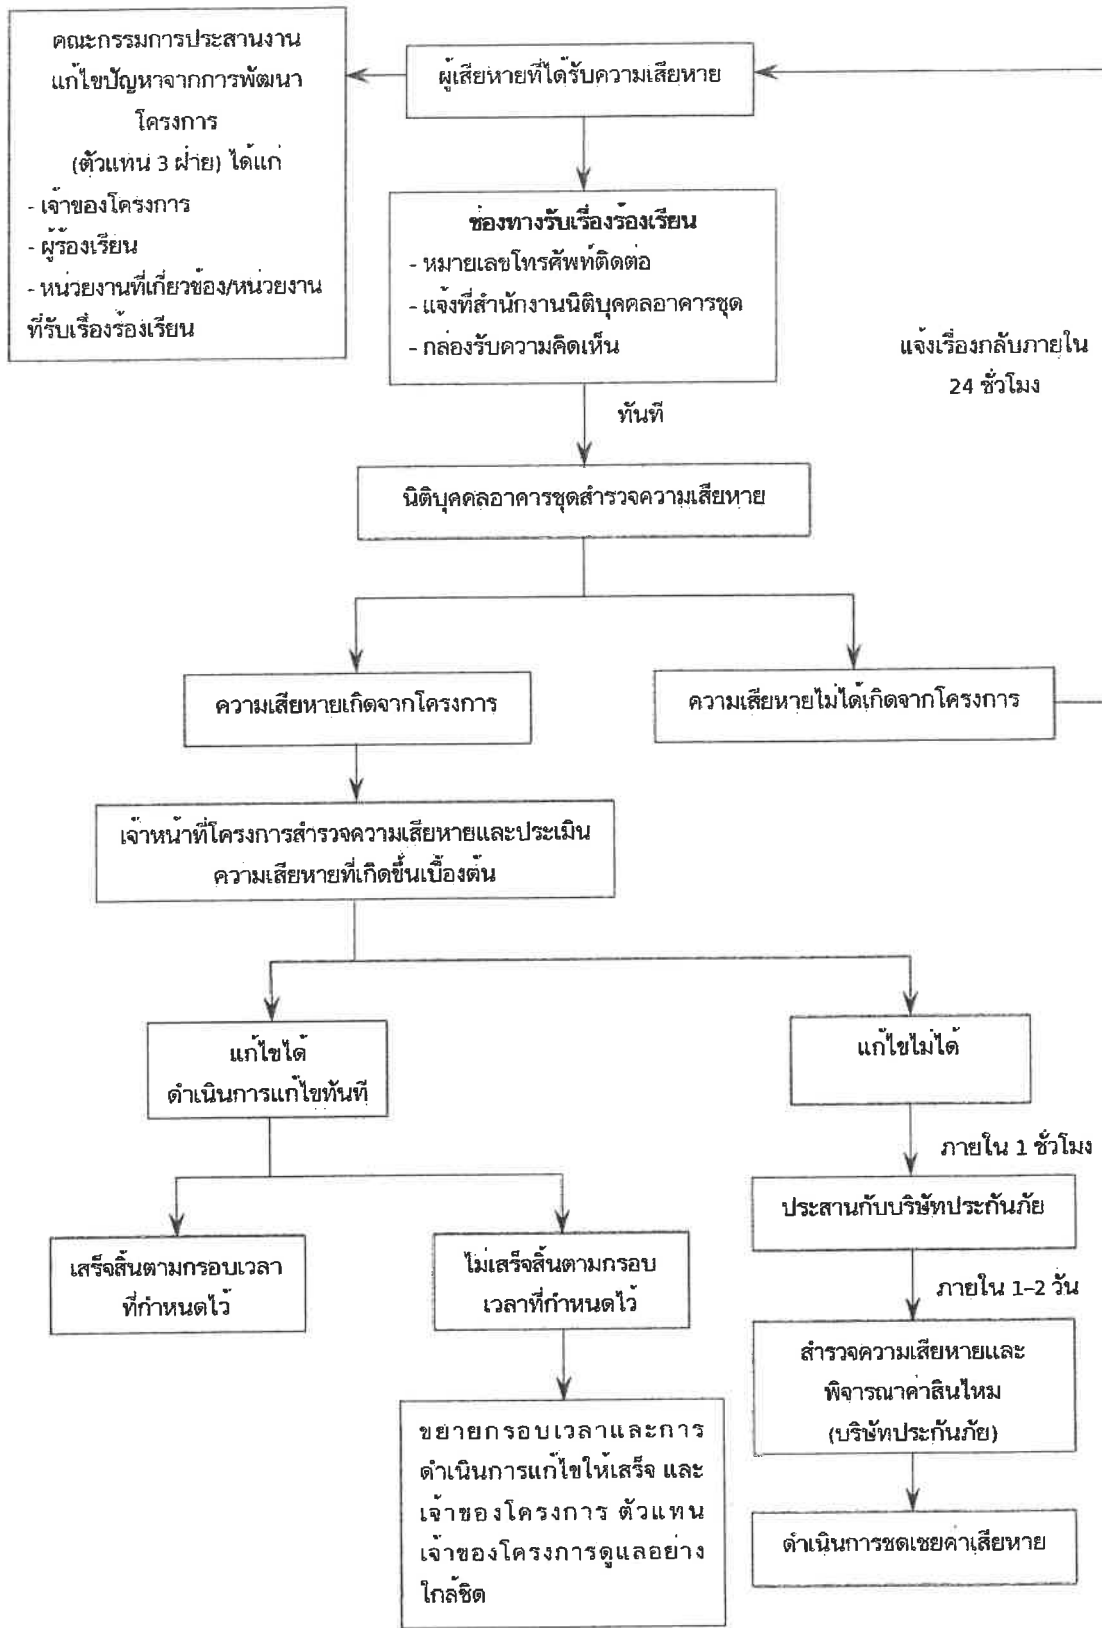 คณะกรรมการประสานงาน
แก้ไขปัญหาจากการพัฒนา
โครงการ
(ตัวแทน 3 ฝ่าย) ได้แก่
- เจ้าของโครงการ
- ผู้ร้องเรียน
- หน่วยงานที่เกี่ยวข้อง/หน่วยงาน
ที่รับเรื่องร้องเรียน
ผู้เสียหายที่ได้รับความเสียหาย
ช่องทางรับเรื่องร้องเรียน
- หมายเลขโทรศัพท์ติดต่อ
- แจ้งที่สำนักงานนิติบุคคลอาคารชุด
- กล่องรับความคิดเห็น
แจ้งเรื่องกลับภายใน
24 ชั่วโมง
ทันที
นิติบุคคลอาคารชุดสำรวจความเสียหาย
ความเสียหายเกิดจากโครงการ
ความเสียหายไม่ได้เกิดจากโครงการ
เจ้าหน้าที่โครงการสำรวจความเสียหายและประเมิน
ความเสียหายที่เกิดขึ้นเบื้องต้น
แก้ไขได้
ดำเนินการแก้ไขทันที
แก้ไขไม่ได้
ภายใน 1 ชั่วโมง
ประสานกับบริษัทประกันภัย
เสร็จสิ้นตามกรอบเวลา
ที่กำหนดไว้
ไม่เสร็จสิ้นตามกรอบ
เวลาที่กำหนดไว้
ภายใน 1-2 วัน
สำรวจความเสียหายและ
พิจารณาค่าสินไหม
(บริษัทประกันภัย)
ขยายกรอบเวลาและการ
ดำเนินการแก้ไขให้เสร็จ และ
เจ้าของโครงการ ตัวแทน
เจ้าของโครงการดูแลอย่าง
ใกล้ชิด
ดำเนินการชดเชยค่าเสียหาย